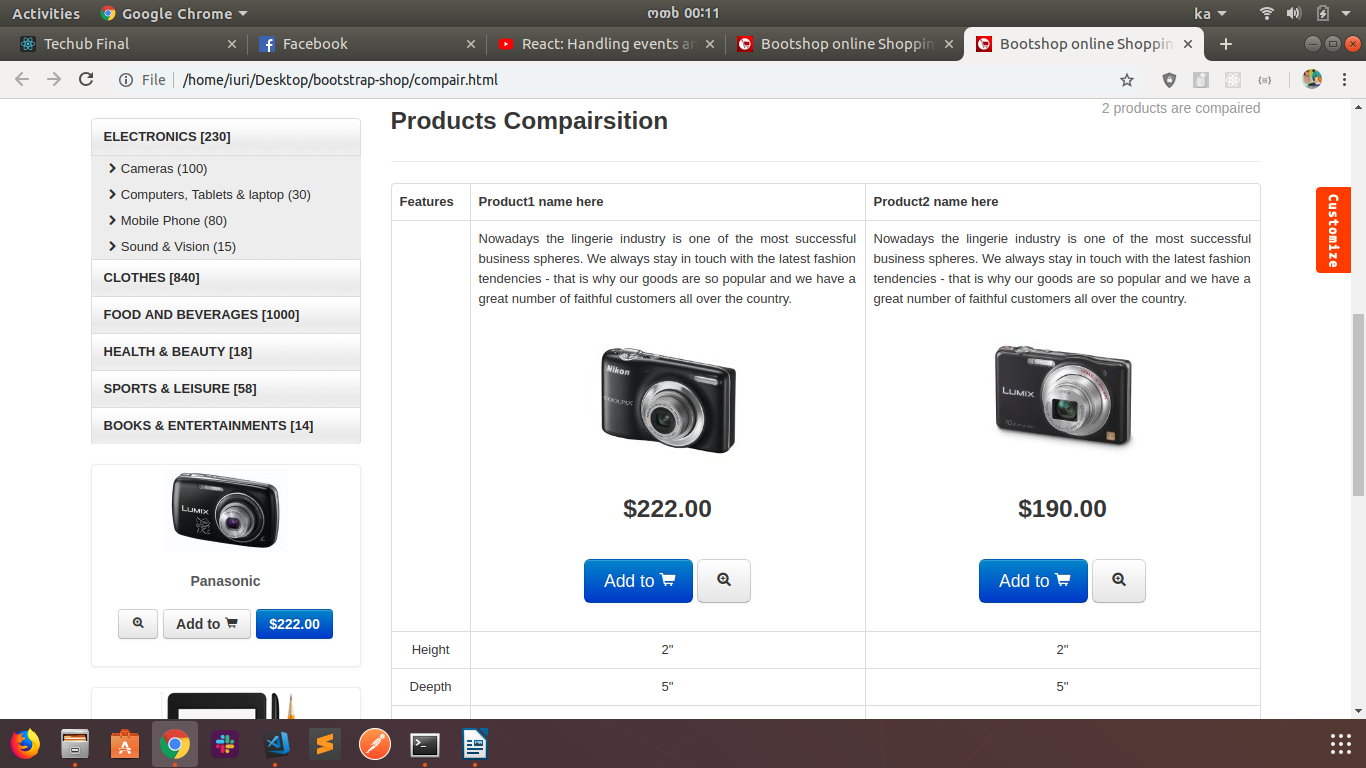 Activities Google Chrome ოთხ 00:11 ka
Techub Final Facebook React: Handling events ar Bootshop online Shoppin Bootshop online Shoppin
File /home/iuri/Desktop/bootstrap-shop/compair.html
Products Compairsition
2 products are compaired
ELECTRONICS [230]
Cameras (100)
Computers, Tablets & laptop (30)
Mobile Phone (80)
Sound & Vision (15)
CLOTHES [840]
FOOD AND BEVERAGES [1000]
HEALTH & BEAUTY [18]
SPORTS & LEISURE [58]
BOOKS & ENTERTAINMENTS [14]
LUMIX
Panasonic
Add to $222.00
Features Product1 name here Product2 name here
Nowadays the lingerie industry is one of the most successful
business spheres. We always stay in touch with the latest fashion
tendencies - that is why our goods are so popular and we have a
great number of faithful customers all over the country.
Nowadays the lingerie industry is one of the most successful
business spheres. We always stay in touch with the latest fashion
tendencies - that is why our goods are so popular and we have a
great number of faithful customers all over the country.
Nikon
COOLPIX
LUMIX
$222.00 $190.00
Add to Add to
Height 2" 2"
Deepth 5" 5"
Customize